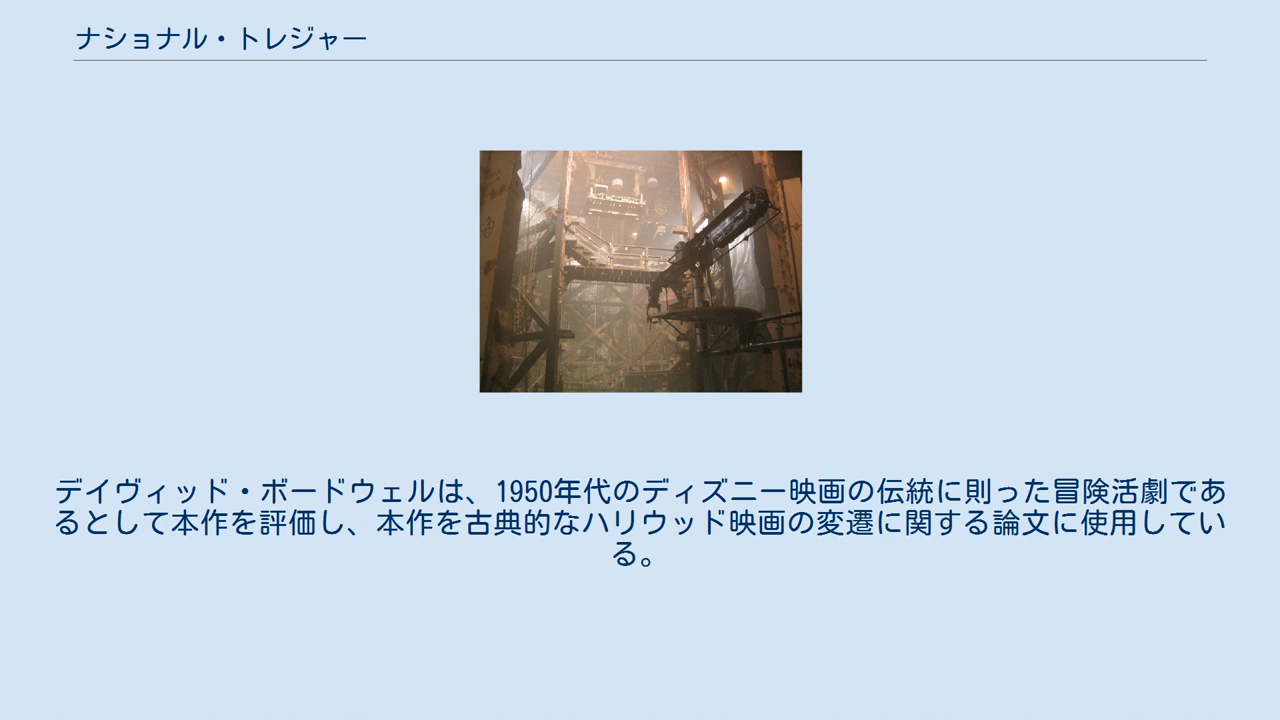 ナショナル・トレジャー
デイヴィッド・ボードウェルは、1950年代のディズニー映画の伝統に則った冒険活劇であ
るとして本作を評価し、本作を古典的なハリウッド映画の変遷に関する論文に使用してい
る。